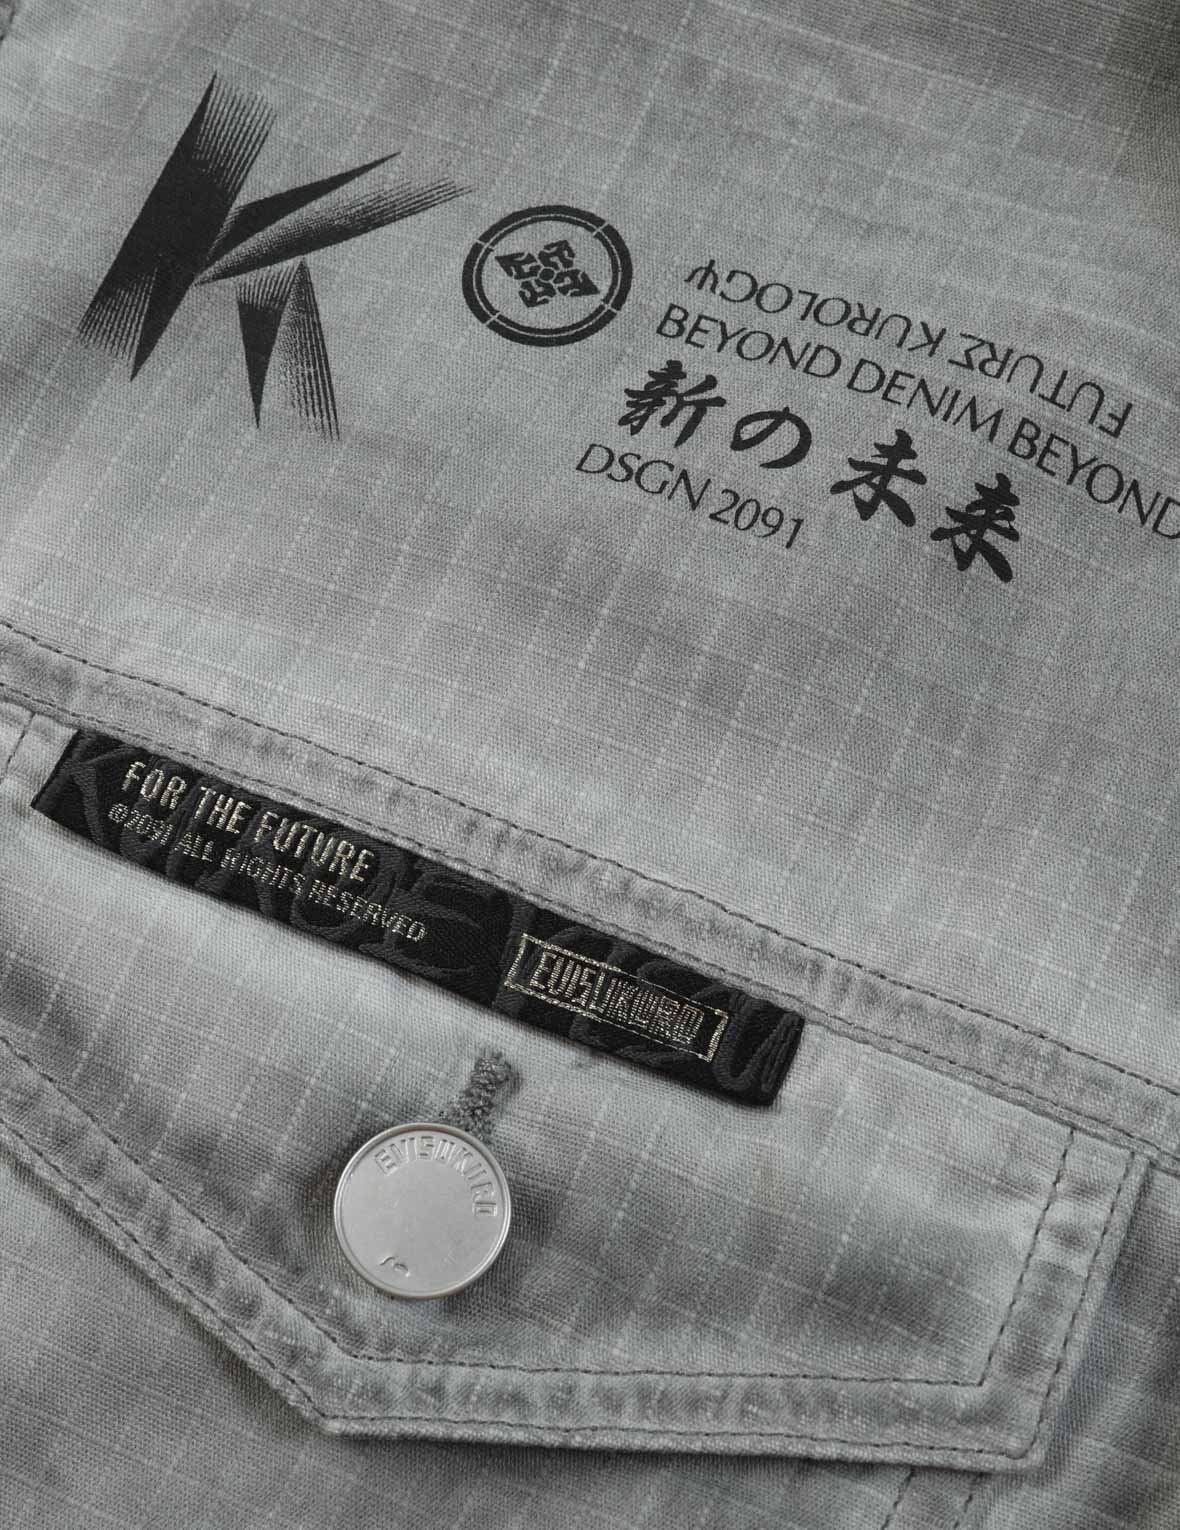 K
FUTURE KUROLOGY
BEYOND DENIM BEYOND
新の未来
DSGN 2091
FOR THE FUTURE
©2091 ALL RIGHTS RESERVED
EVISUKURO
EVISUKURO